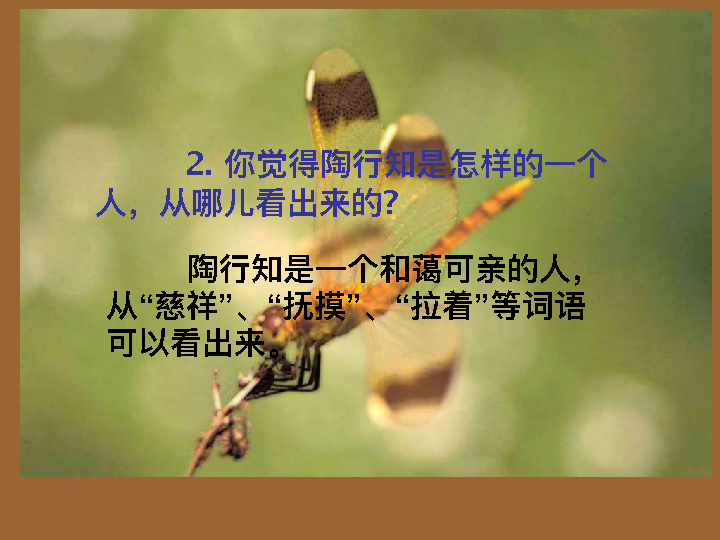 2. 你觉得陶行知是怎样的一个
人，从哪儿看出来的?
陶行知是一个和蔼可亲的人，
从“慈祥”、“抚摸”、“拉着”等词语
可以看出来。